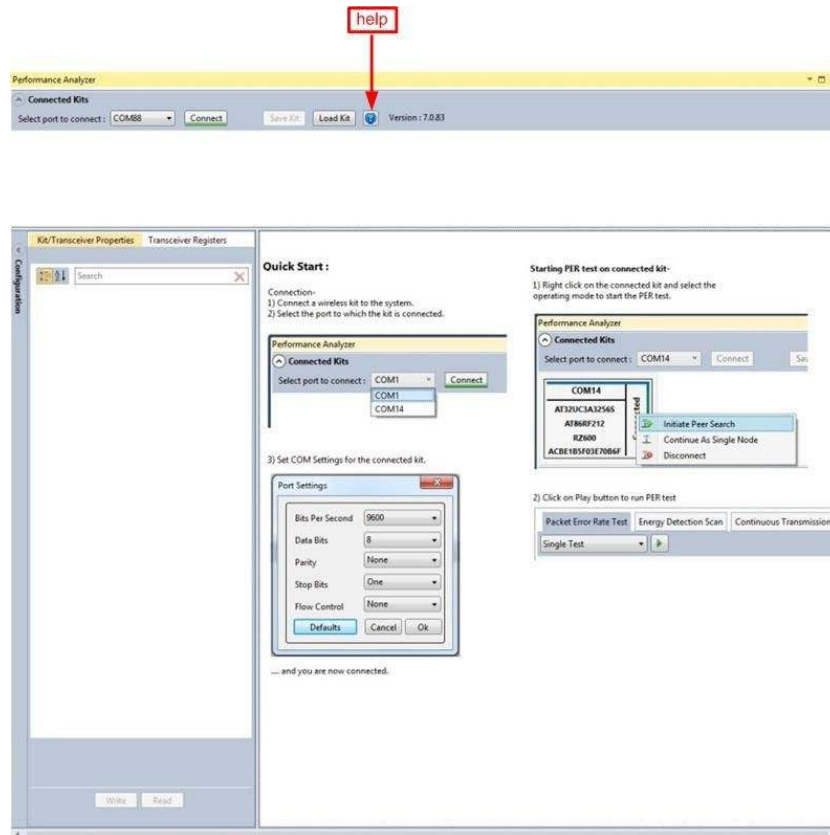 help
Performance Analyzer
Connected Kits
Select port to connect : COM88 Connect Save Kit Load Kit ? Version : 7.0.83
Configuration
Kit/Transceiver Properties Transceiver Registers
Search
Write Read
Quick Start :
Connection-
1) Connect a wireless kit to the system.
2) Select the port to which the kit is connected.
Performance Analyzer
Connected Kits
Select port to connect : COM1 Connect
COM1
COM14
3) Set COM Settings for the connected kit.
Port Settings
Bits Per Second 9600
Data Bits 8
Parity None
Stop Bits One
Flow Control None
Defaults Cancel Ok
.... and you are now connected.
Starting PER test on connected kit-
1) Right click on the connected kit and select the
operating mode to start the PER test.
Performance Analyzer
Connected Kits
Select port to connect : COM14 Connect
COM14
AT32UC3A3256S
AT86RF212
RZ600
ACBE1B5F03E70B6F
Initiate Peer Search
Continue As Single Node
Disconnect
2) Click on Play button to run PER test
Packet Error Rate Test Energy Detection Scan Continuous Transmission
Single Test